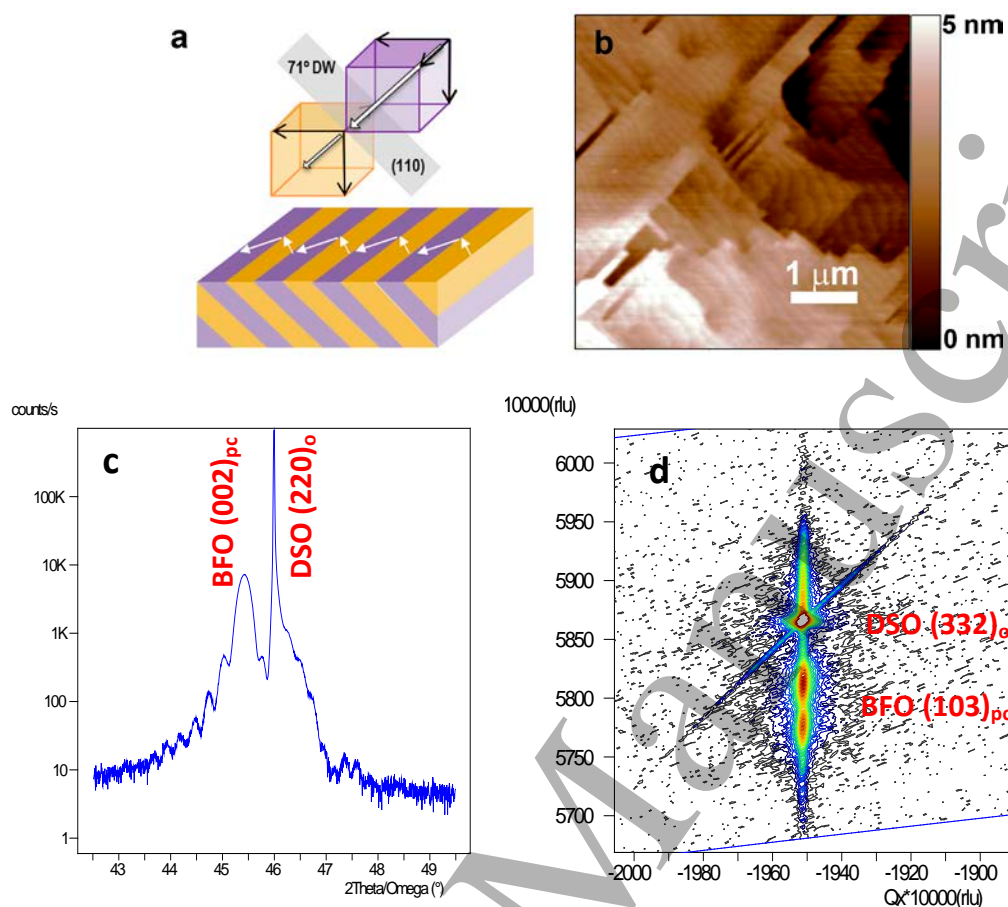 a
71º DW
(110)
b
5 nm
1 µm
0 nm
counts/s
c
BFO (002)pc
DSO (220)o
100K
10K
1K
100
10
1
43 44 45 46 47 48 49
2Theta/Omega (°)
10000(rlu)
d
6000
5950
5900
5850
5800
5750
5700
DSO (332)o
BFO (103)pc
-2000 -1980 -1960 -1940 -1920 -1900
Qx*10000(rlu)
Manuscri